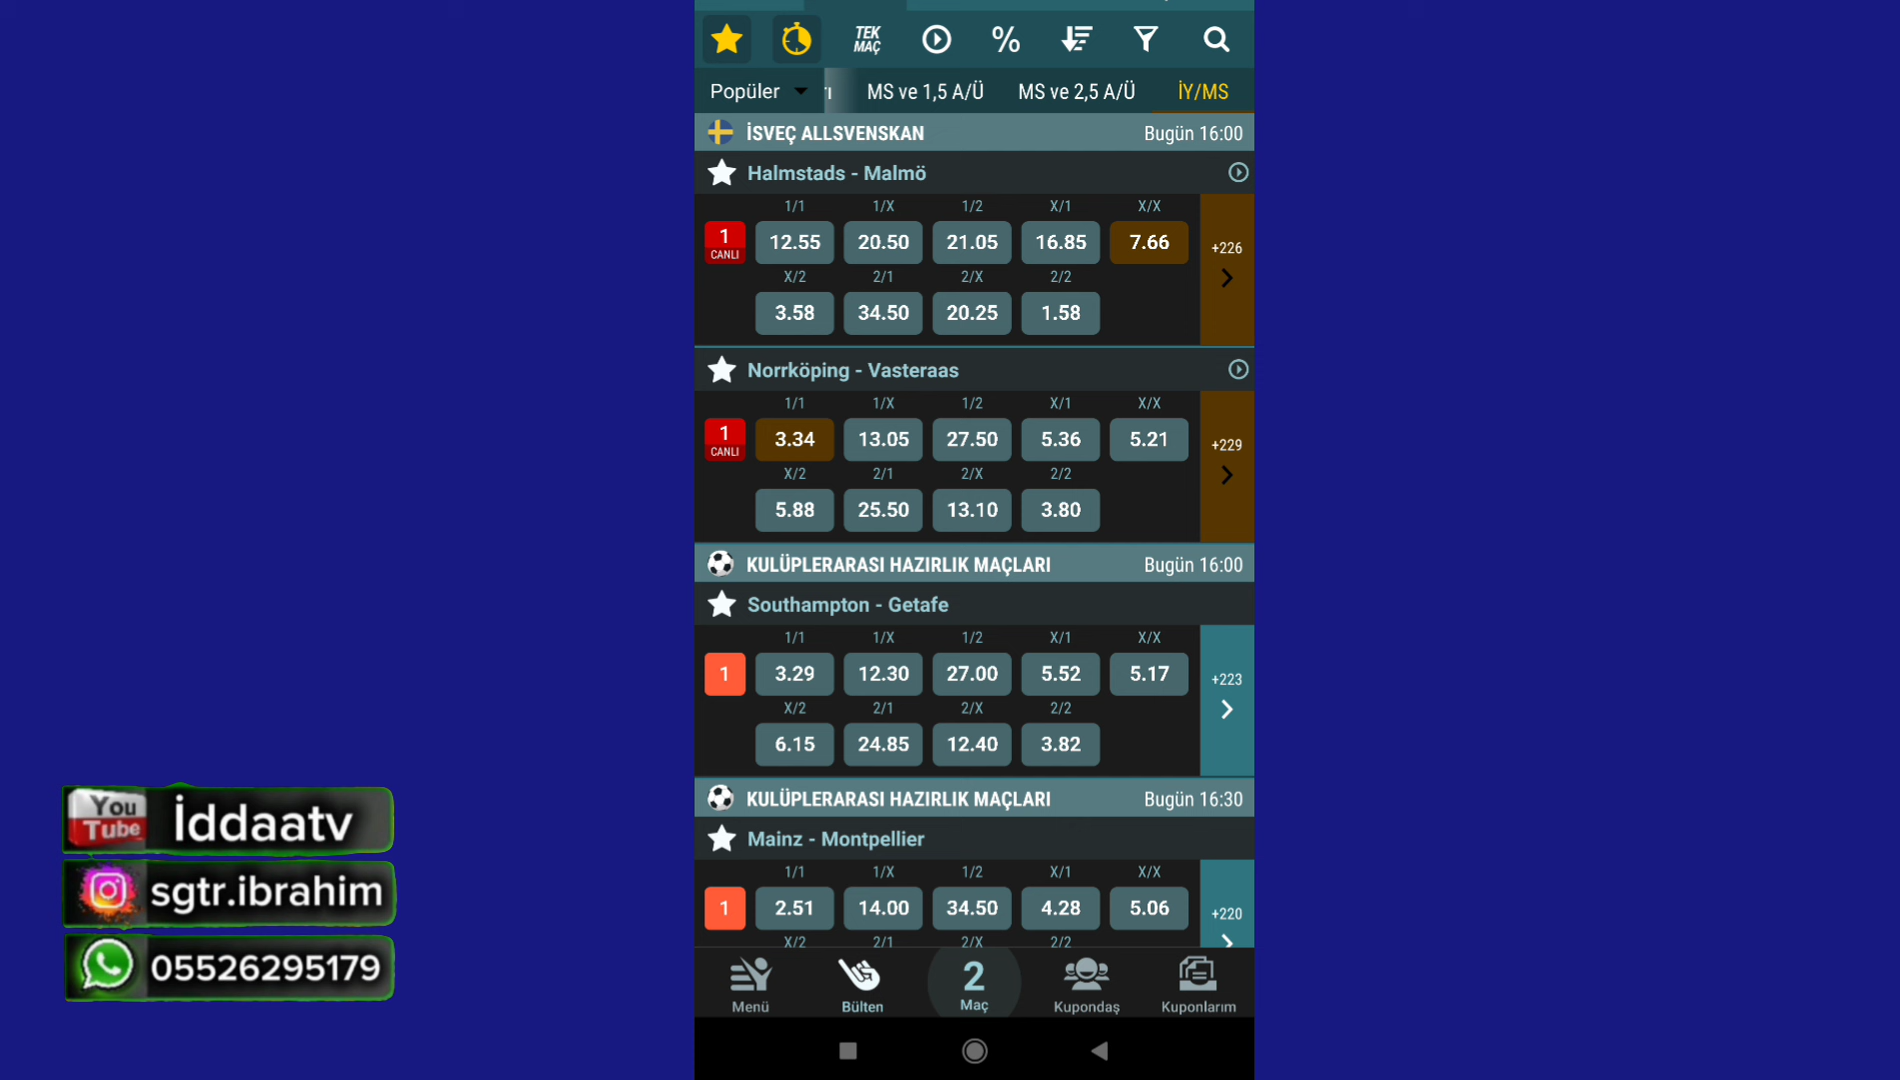 TEK
MAÇ
%
Popüler
MS ve 1,5 A/Ü
MS ve 2,5 A/Ü
İY/MS
İSVEÇ ALLSVENSKAN
Bugün 16:00
Halmstads - Malmö
1/1 1/X 1/2 X/1 X/X
1 CANLI
12.55 20.50 21.05 16.85 7.66
+226
X/2 2/1 2/X 2/2
3.58 34.50 20.25 1.58
Norrköping - Vasteraas
1/1 1/X 1/2 X/1 X/X
1 CANLI
3.34 13.05 27.50 5.36 5.21
+229
X/2 2/1 2/X 2/2
5.88 25.50 13.10 3.80
KULÜPLERARASI HAZIRLIK MAÇLARI
Bugün 16:00
Southampton - Getafe
1/1 1/X 1/2 X/1 X/X
1
3.29 12.30 27.00 5.52 5.17
+223
X/2 2/1 2/X 2/2
6.15 24.85 12.40 3.82
KULÜPLERARASI HAZIRLIK MAÇLARI
Bugün 16:30
Mainz - Montpellier
1/1 1/X 1/2 X/1 X/X
1
2.51 14.00 34.50 4.28 5.06
+220
X/2 2/1 2/X 2/2
Menü
Bülten
2
Maç
Kupondaş
Kuponlarım
You
Tube
İddaatv
sgtr.ibrahim
05526295179